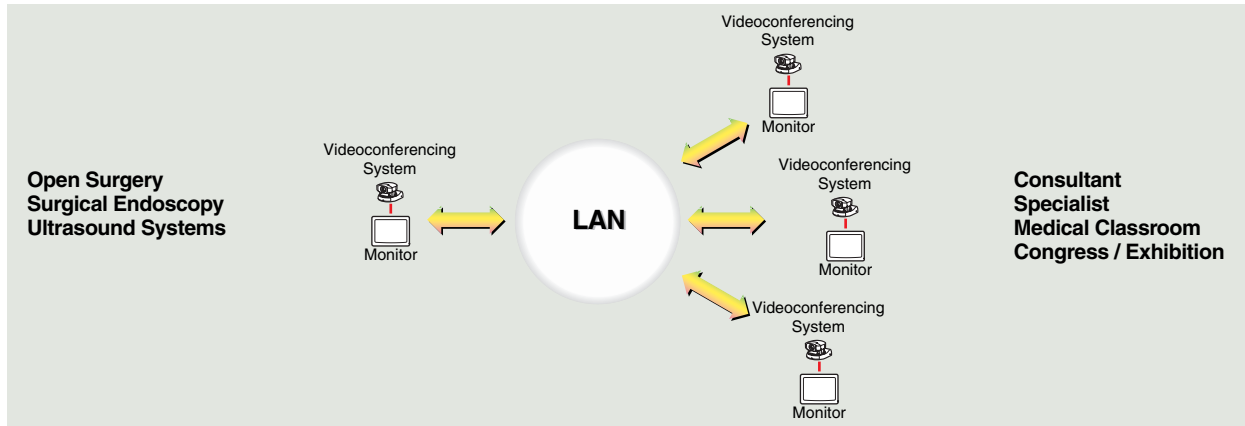 Open Surgery
Surgical Endoscopy
Ultrasound Systems
Videoconferencing
System
Monitor
LAN
Videoconferencing
System
Monitor
Videoconferencing
System
Monitor
Videoconferencing
System
Monitor
Consultant
Specialist
Medical Classroom
Congress / Exhibition